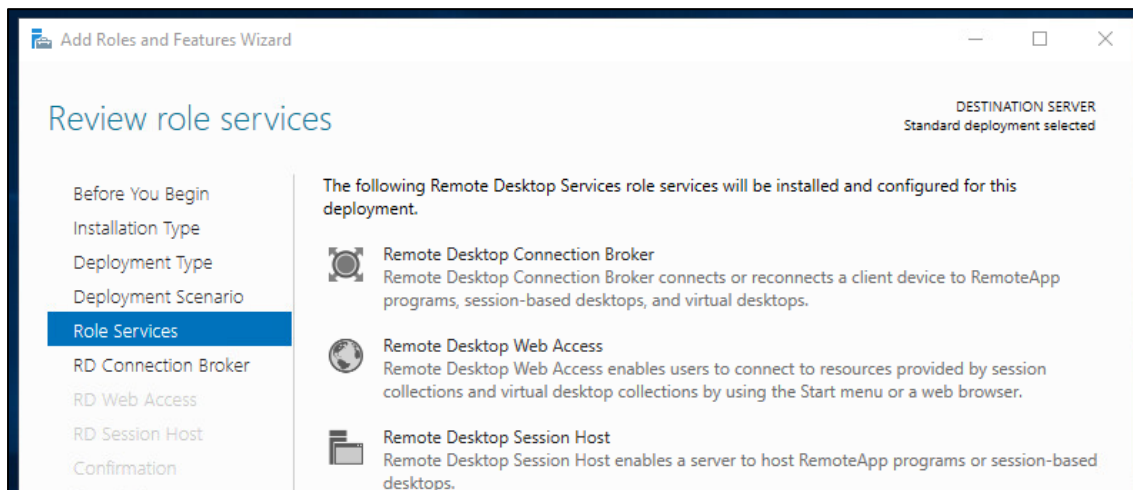 Add Roles and Features Wizard
Review role services
DESTINATION SERVER
Standard deployment selected
Before You Begin
Installation Type
Deployment Type
Deployment Scenario
Role Services
RD Connection Broker
RD Web Access
RD Session Host
Confirmation
The following Remote Desktop Services role services will be installed and configured for this
deployment.
Remote Desktop Connection Broker
Remote Desktop Connection Broker connects or reconnects a client device to RemoteApp
programs, session-based desktops, and virtual desktops.
Remote Desktop Web Access
Remote Desktop Web Access enables users to connect to resources provided by session
collections and virtual desktop collections by using the Start menu or a web browser.
Remote Desktop Session Host
Remote Desktop Session Host enables a server to host RemoteApp programs or session-based
desktops.